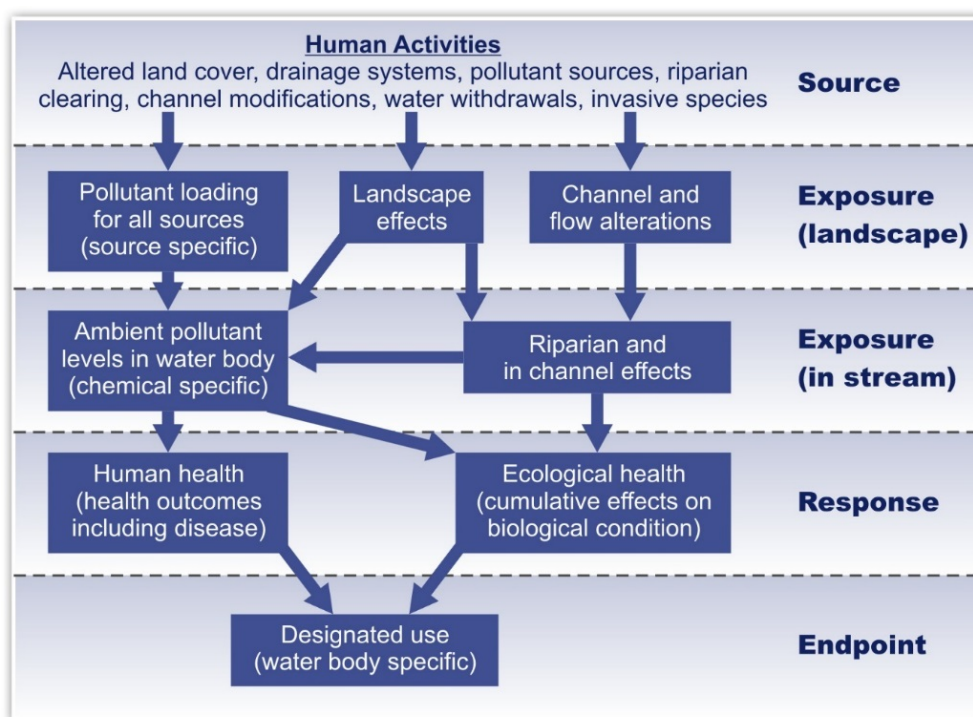 Human Activities
Altered land cover, drainage systems, pollutant sources, riparian
clearing, channel modifications, water withdrawals, invasive species
Source
Pollutant loading
for all sources
(source specific)
Landscape
effects
Channel and
flow alterations
Exposure
(landscape)
Ambient pollutant
levels in water body
(chemical specific)
Riparian and
in channel effects
Exposure
(in stream)
Human health
(health outcomes
including disease)
Ecological health
(cumulative effects on
biological condition)
Response
Designated use
(water body specific)
Endpoint